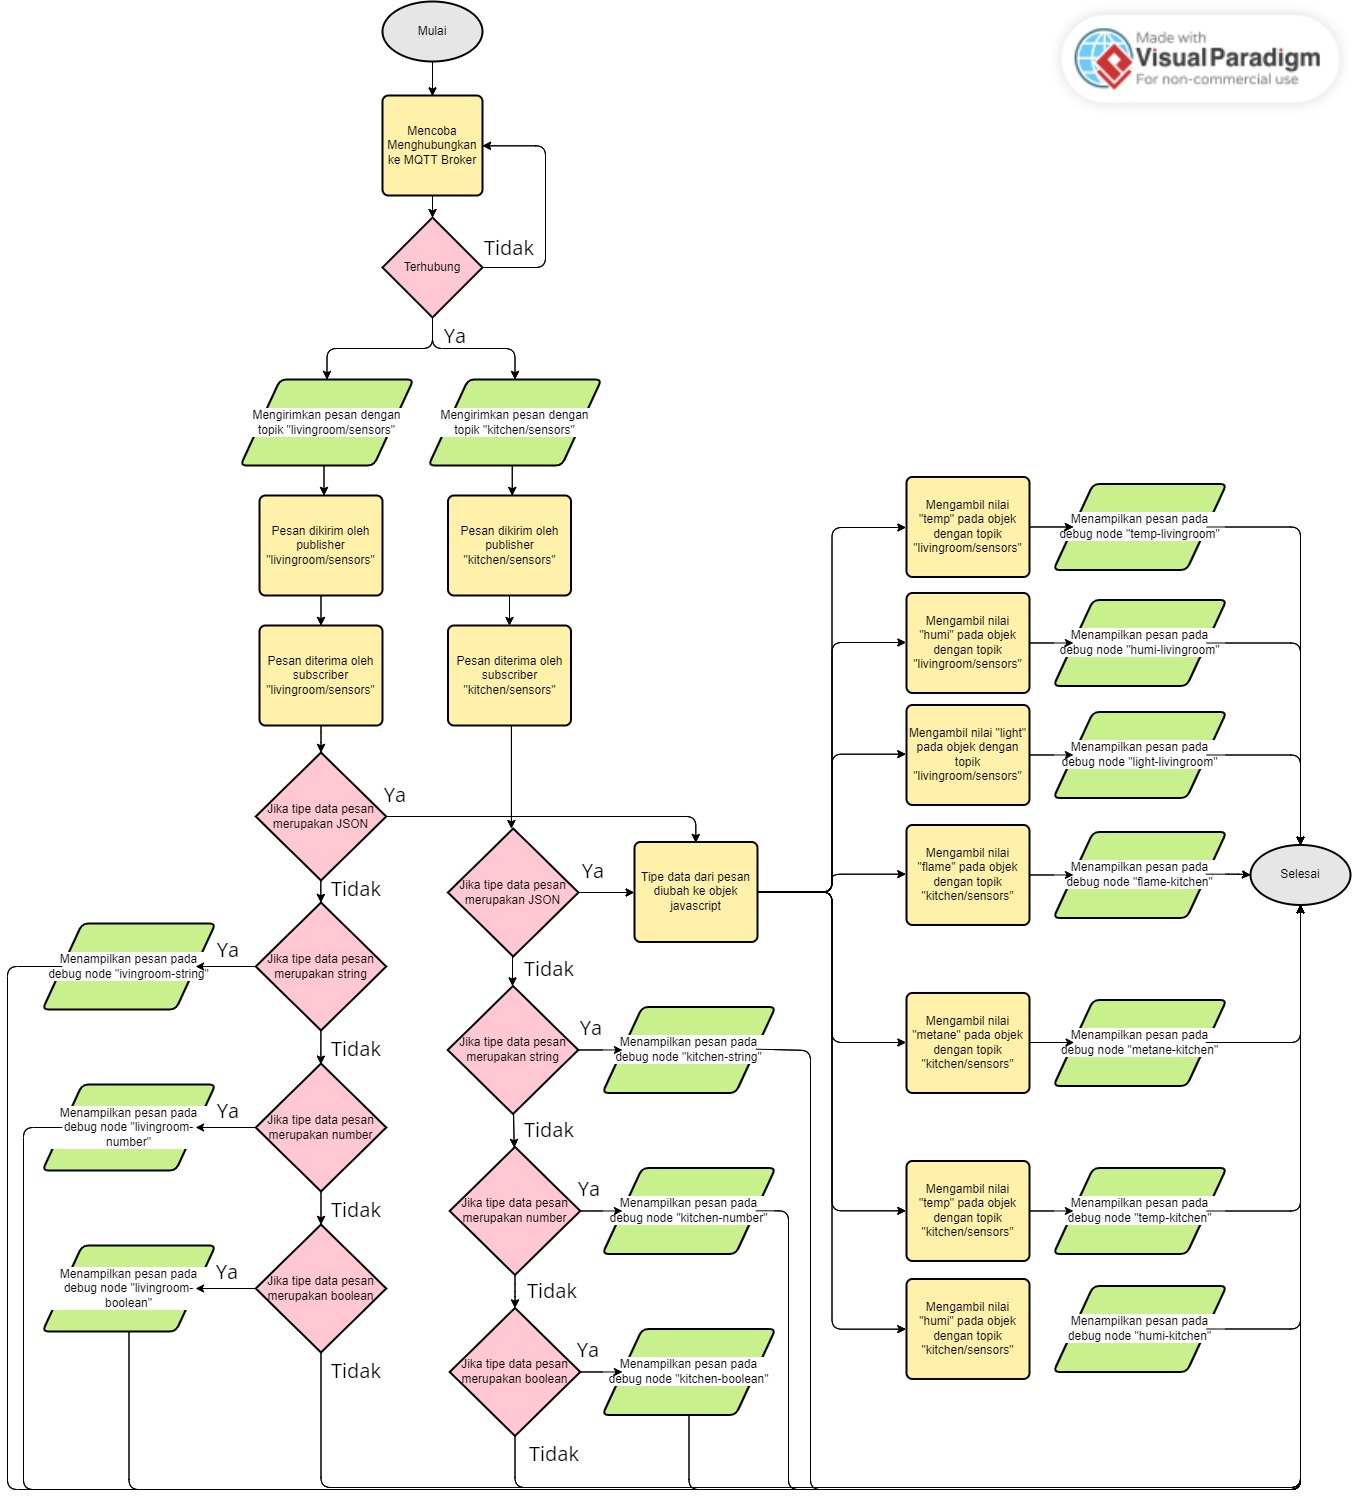 Mulai
Made with
Visual Paradigm
For non-commercial use
Mencoba
Menghubungkan
ke MQTT Broker
Tidak
Terhubung
Ya
Mengirimkan pesan dengan
topik "livingroom/sensors"
Mengirimkan pesan dengan
topik "kitchen/sensors"
Pesan dikirim oleh
publisher
"livingroom/sensors"
Pesan dikirim oleh
publisher
"kitchen/sensors"
Pesan diterima oleh
subscriber
"livingroom/sensors"
Pesan diterima oleh
subscriber
"kitchen/sensors"
Jika tipe data pesan
merupakan JSON
Ya
Tidak
Jika tipe data pesan
merupakan string
Ya
Menampilkan pesan pada
debug node "ivingroom-string"
Tidak
Jika tipe data pesan
merupakan number
Ya
Menampilkan pesan pada
debug node "livingroom-
number"
Tidak
Jika tipe data pesan
merupakan boolean
Ya
Menampilkan pesan pada
debug node "livingroom-
boolean"
Tidak
Jika tipe data pesan
merupakan JSON
Ya
Tipe data dari pesan
diubah ke objek
javascript
Tidak
Jika tipe data pesan
merupakan string
Ya
Menampilkan pesan pada
debug node "kitchen-string"
Tidak
Jika tipe data pesan
merupakan number
Ya
Menampilkan pesan pada
debug node "kitchen-number"
Tidak
Jika tipe data pesan
merupakan boolean
Ya
Menampilkan pesan pada
debug node "kitchen-boolean"
Tidak
Mengambil nilai
"temp" pada objek
dengan topik
"livingroom/sensors"
Menampilkan pesan pada
debug node "temp-livingroom"
Mengambil nilai
"humi" pada objek
dengan topik
"livingroom/sensors"
Menampilkan pesan pada
debug node "humi-livingroom"
Mengambil nilai "light"
pada objek dengan
topik
"livingroom/sensors"
Menampilkan pesan pada
debug node "light-livingroom"
Mengambil nilai
"flame" pada objek
dengan topik
"kitchen/sensors"
Menampilkan pesan pada
debug node "flame-kitchen"
Selesai
Mengambil nilai
"metane" pada objek
dengan topik
"kitchen/sensors"
Menampilkan pesan pada
debug node "metane-kitchen"
Mengambil nilai
"temp" pada objek
dengan topik
"kitchen/sensors"
Menampilkan pesan pada
debug node "temp-kitchen"
Mengambil nilai
"humi" pada objek
dengan topik
"kitchen/sensors"
Menampilkan pesan pada
debug node "humi-kitchen"